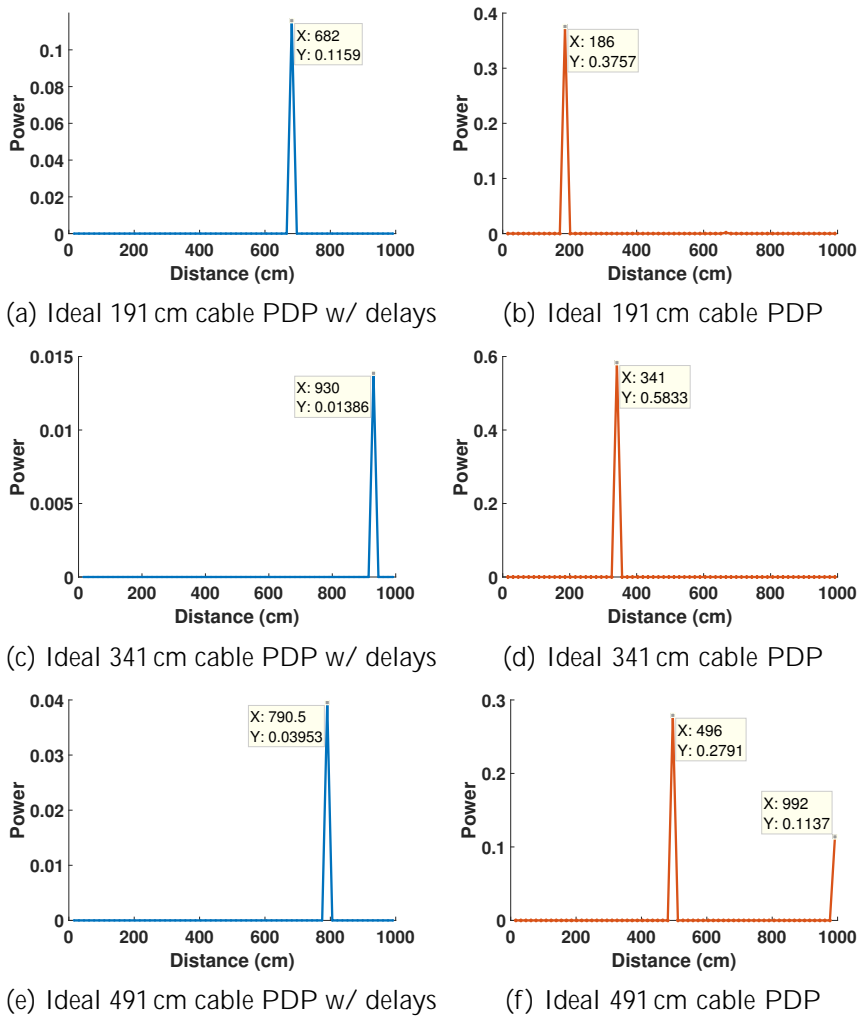 X: 682
Y: 0.1159
0.1
0.08
0.06
0.04
0.02
0
Power
0 200 400 600 800 1000
Distance (cm)
(a) Ideal 191 cm cable PDP w/ delays
X: 186
Y: 0.3757
0.4
0.3
0.2
0.1
0
Power
0 200 400 600 800 1000
Distance (cm)
(b) Ideal 191 cm cable PDP
X: 930
Y: 0.01386
0.015
0.01
0.005
0
Power
0 200 400 600 800 1000
Distance (cm)
(c) Ideal 341 cm cable PDP w/ delays
X: 341
Y: 0.5833
0.6
0.4
0.2
0
Power
0 200 400 600 800 1000
Distance (cm)
(d) Ideal 341 cm cable PDP
X: 790.5
Y: 0.03953
0.04
0.03
0.02
0.01
0
Power
0 200 400 600 800 1000
Distance (cm)
(e) Ideal 491 cm cable PDP w/ delays
X: 496
Y: 0.2791
X: 992
Y: 0.1137
0.3
0.2
0.1
0
Power
0 200 400 600 800 1000
Distance (cm)
(f) Ideal 491 cm cable PDP